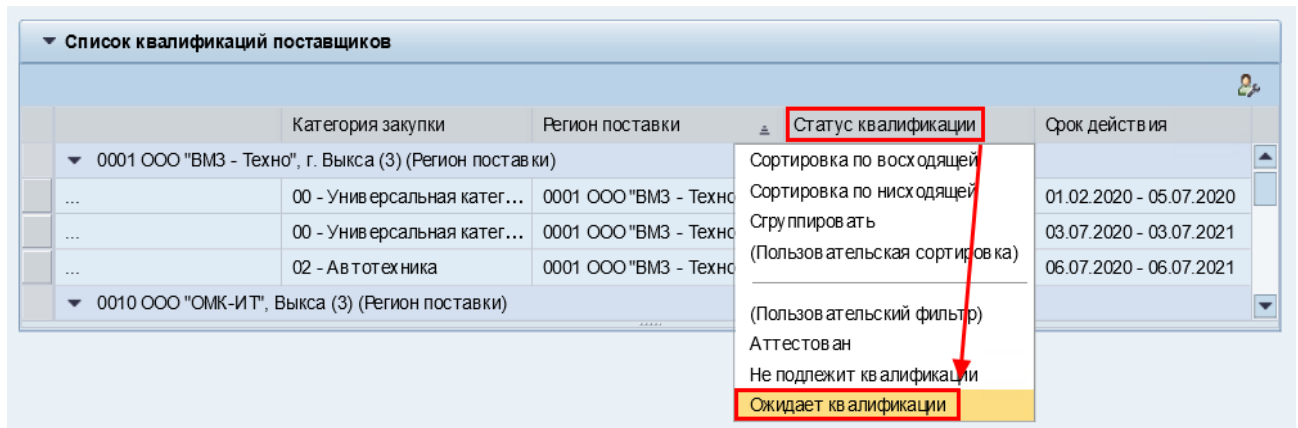 Список квалификаций поставщиков
Категория закупки Регион поставки Статус квалификации Срок действия
0001 ООО "ВМЗ - Техно", г. Выкса (3) (Регион поставки)
... 00 - Универсальная катег... 0001 ООО "ВМЗ - Техно 01.02.2020 - 05.07.2020
... 00 - Универсальная катег... 0001 ООО "ВМЗ - Техно 03.07.2020 - 03.07.2021
... 02 - Автотехника 0001 ООО "ВМЗ - Техно 06.07.2020 - 06.07.2021
0010 ООО "ОМК-ИТ", Выкса (3) (Регион поставки)
Сортировка по восходящей
Сортировка по нисходящей
Сгруппировать
(Пользовательская сортировка)
(Пользовательский фильтр)
Аттестован
Не подлежит квалификации
Ожидает квалификации